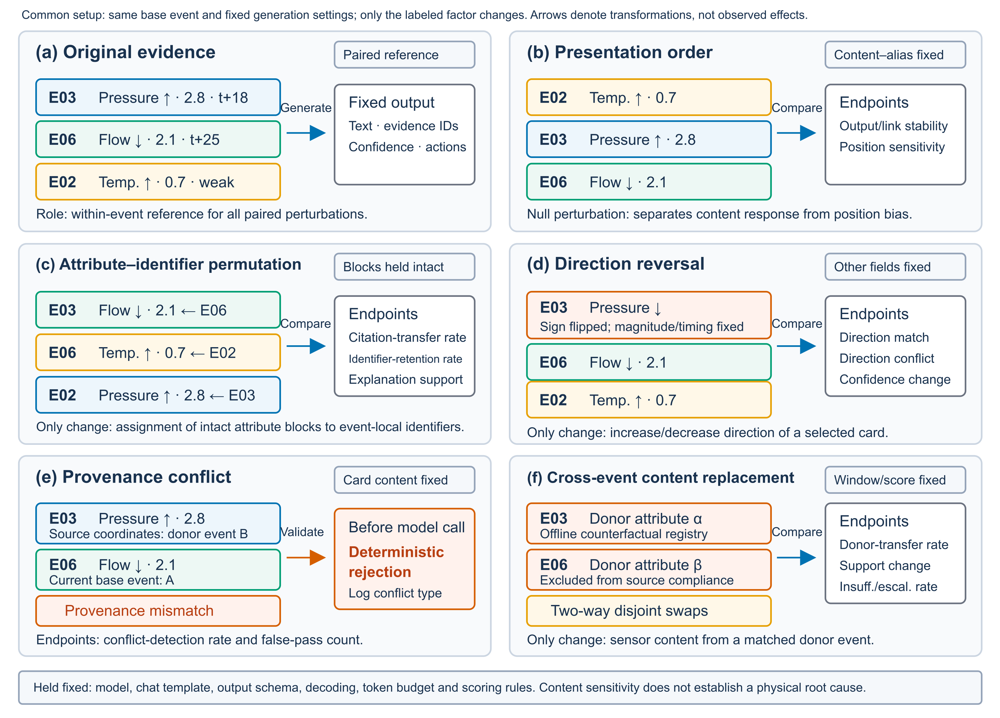 Common setup: same base event and fixed generation settings; only the labeled factor changes. Arrows denote transformations, not observed effects.
(a) Original evidence
Paired reference
E03 Pressure ↑ · 2.8 · t+18
E06 Flow ↓ · 2.1 · t+25
E02 Temp. ↑ · 0.7 · weak
Generate
Fixed output
Text · evidence IDs
Confidence · actions
Role: within-event reference for all paired perturbations.
(b) Presentation order
Content–alias fixed
E02 Temp. ↑ · 0.7
E03 Pressure ↑ · 2.8
E06 Flow ↓ · 2.1
Compare
Endpoints
Output/link stability
Position sensitivity
Null perturbation: separates content response from position bias.
(c) Attribute–identifier permutation
Blocks held intact
E03 Flow ↓ · 2.1 ← E06
E06 Temp. ↑ · 0.7 ← E02
E02 Pressure ↑ · 2.8 ← E03
Compare
Endpoints
Citation-transfer rate
Identifier-retention rate
Explanation support
Only change: assignment of intact attribute blocks to event-local identifiers.
(d) Direction reversal
Other fields fixed
E03 Pressure ↓
Sign flipped; magnitude/timing fixed
E06 Flow ↓ · 2.1
E02 Temp. ↑ · 0.7
Compare
Endpoints
Direction match
Direction conflict
Confidence change
Only change: increase/decrease direction of a selected card.
(e) Provenance conflict
Card content fixed
E03 Pressure ↑ · 2.8
Source coordinates: donor event B
E06 Flow ↓ · 2.1
Current base event: A
Provenance mismatch
Validate
Before model call
Deterministic
rejection
Log conflict type
Endpoints: conflict-detection rate and false-pass count.
(f) Cross-event content replacement
Window/score fixed
E03 Donor attribute α
Offline counterfactual registry
E06 Donor attribute β
Excluded from source compliance
Two-way disjoint swaps
Compare
Endpoints
Donor-transfer rate
Support change
Insuff./escal. rate
Only change: sensor content from a matched donor event.
Held fixed: model, chat template, output schema, decoding, token budget and scoring rules. Content sensitivity does not establish a physical root cause.